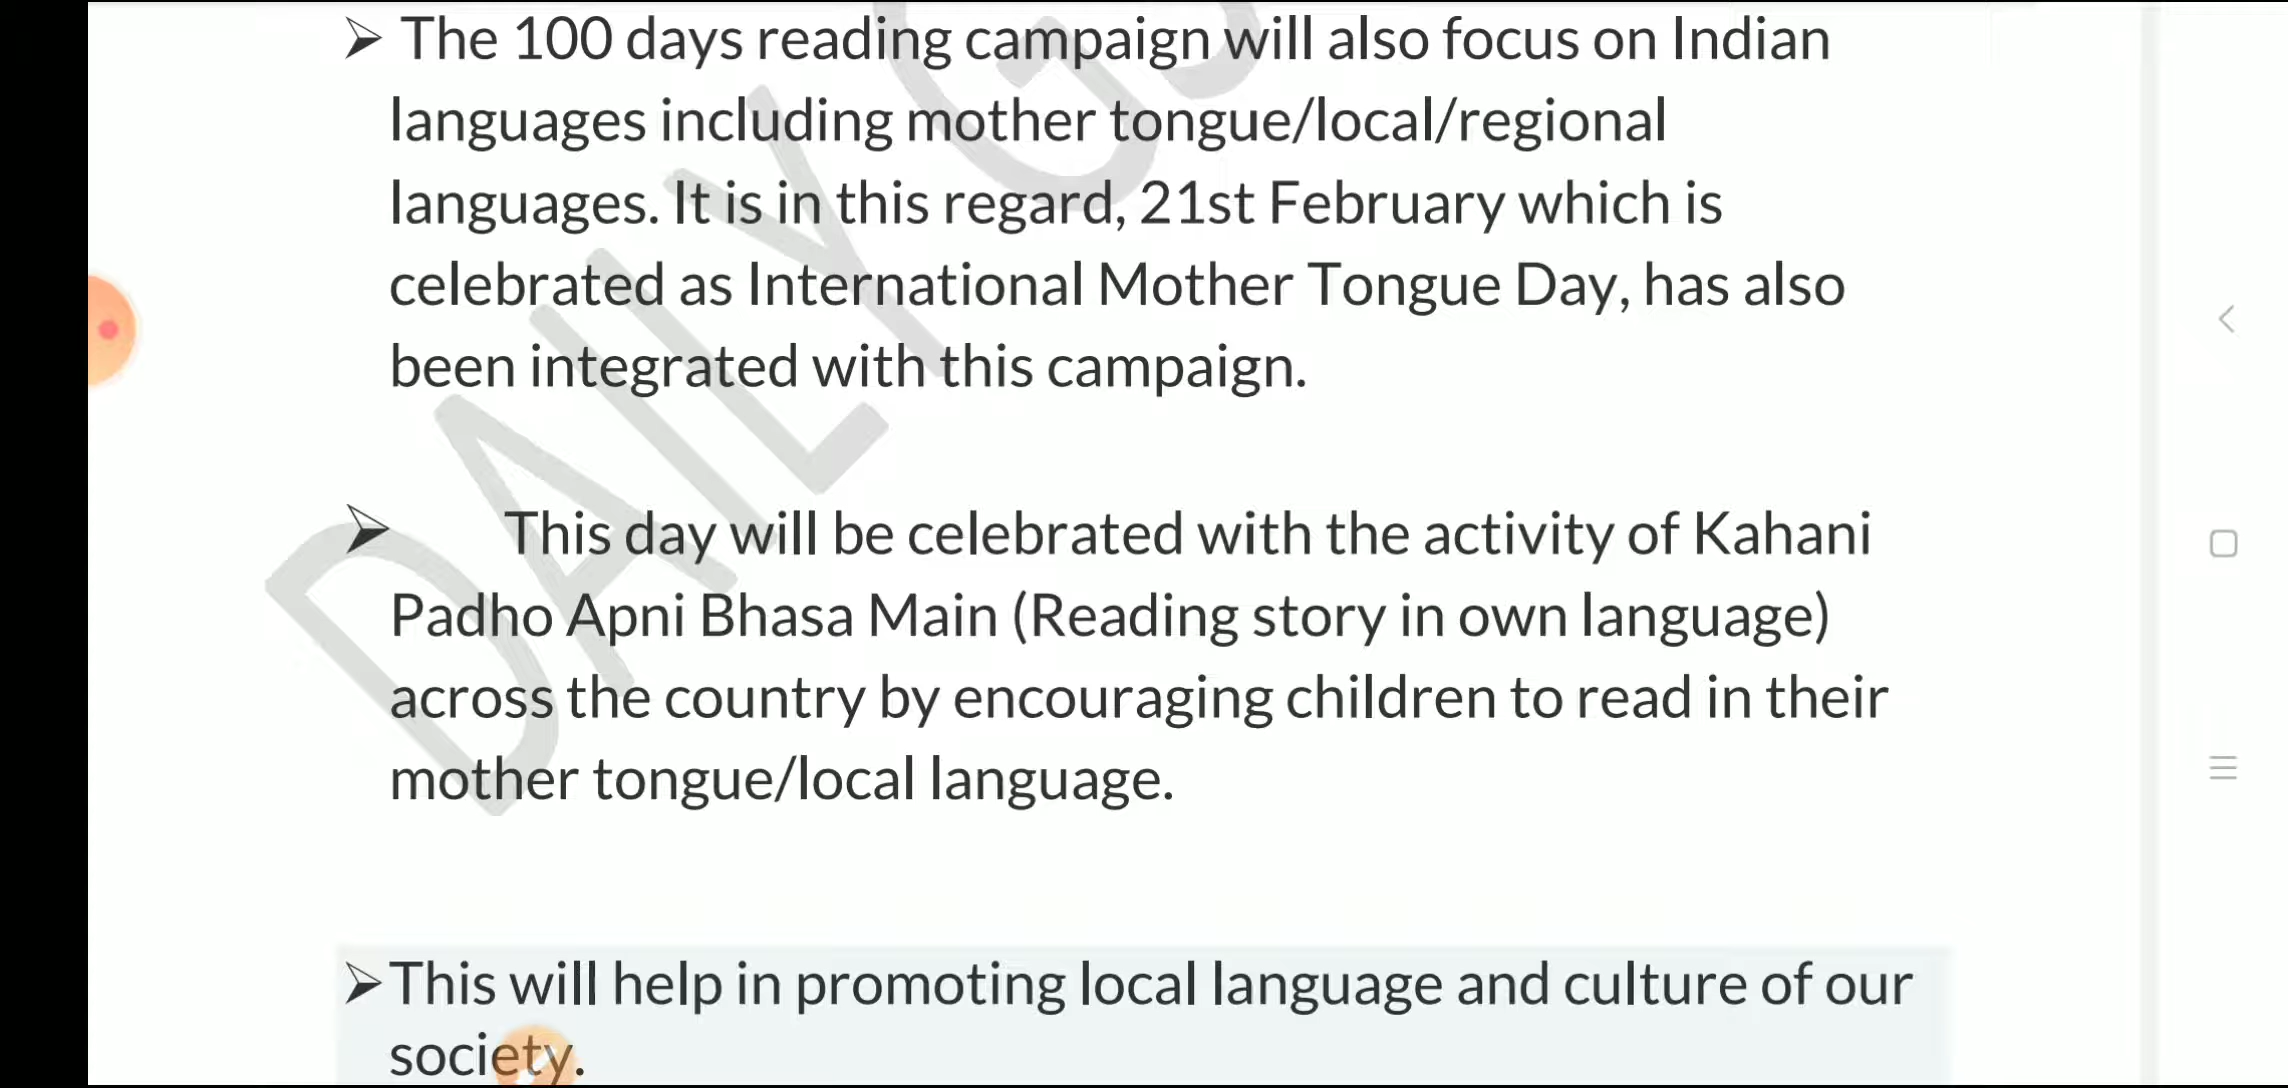 ➢ The 100 days reading campaign will also focus on Indian
languages including mother tongue/local/regional
languages. It is in this regard, 21st February which is
celebrated as International Mother Tongue Day, has also
been integrated with this campaign.
➢ This day will be celebrated with the activity of Kahani
Padho Apni Bhasa Main (Reading story in own language)
across the country by encouraging children to read in their
mother tongue/local language.
➢ This will help in promoting local language and culture of our
society.
DAILY